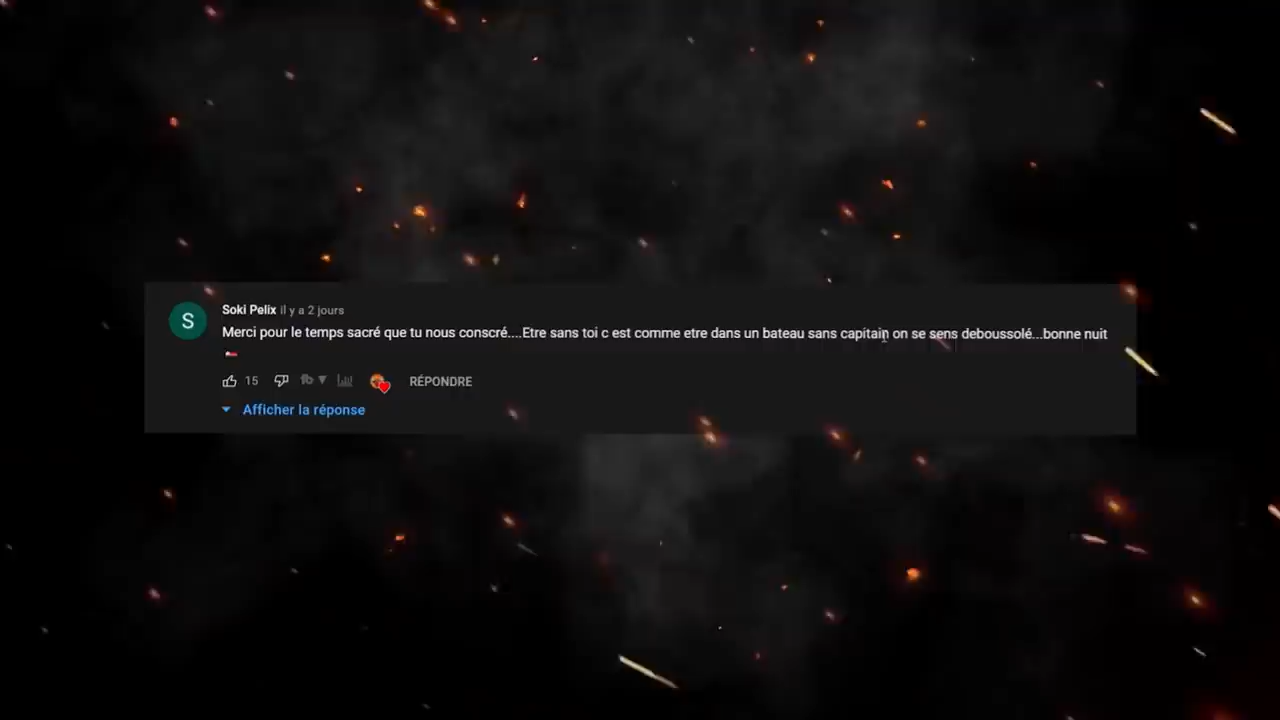 S
Soki Pelix il y a 2 jours
Merci pour le temps sacré que tu nous conscré....Etre sans toi c est comme etre dans un bateau sans capitain on se sens deboussolé...bonne nuit
15
RÉPONDRE
Afficher la réponse